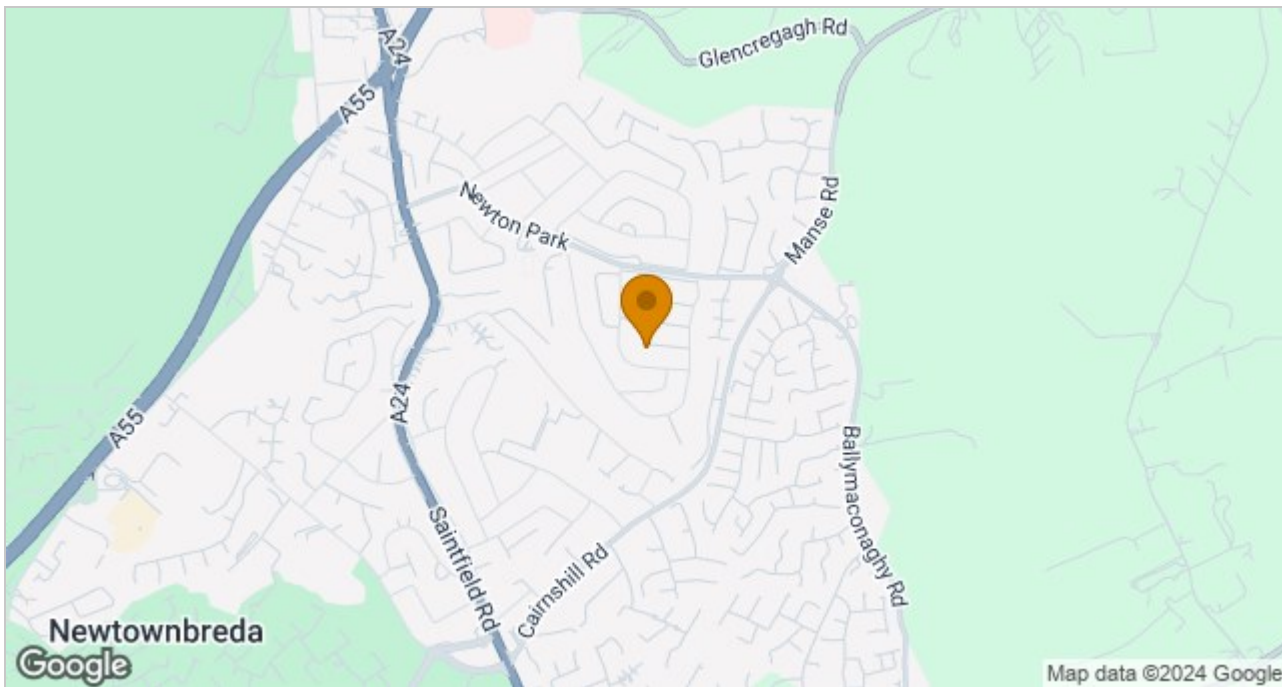 A24
Glencregagh Rd
A55
Newton Park
Manse Rd
A24
A55
Ballymaconaghy Rd
Saintfield Rd
Cairnshill Rd
Newtownbreda
Google
Map data ©2024 Google